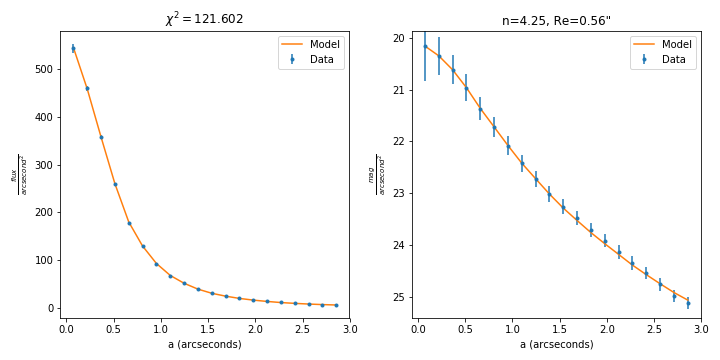 χ² = 121.602
Model
Data
500
400
300
200
100
0
flux
arcsecond²
0.0 0.5 1.0 1.5 2.0 2.5 3.0
a (arcseconds)
n=4.25, Re=0.56"
Model
Data
20
21
22
23
24
25
mag
arcsecond²
0.0 0.5 1.0 1.5 2.0 2.5 3.0
a (arcseconds)